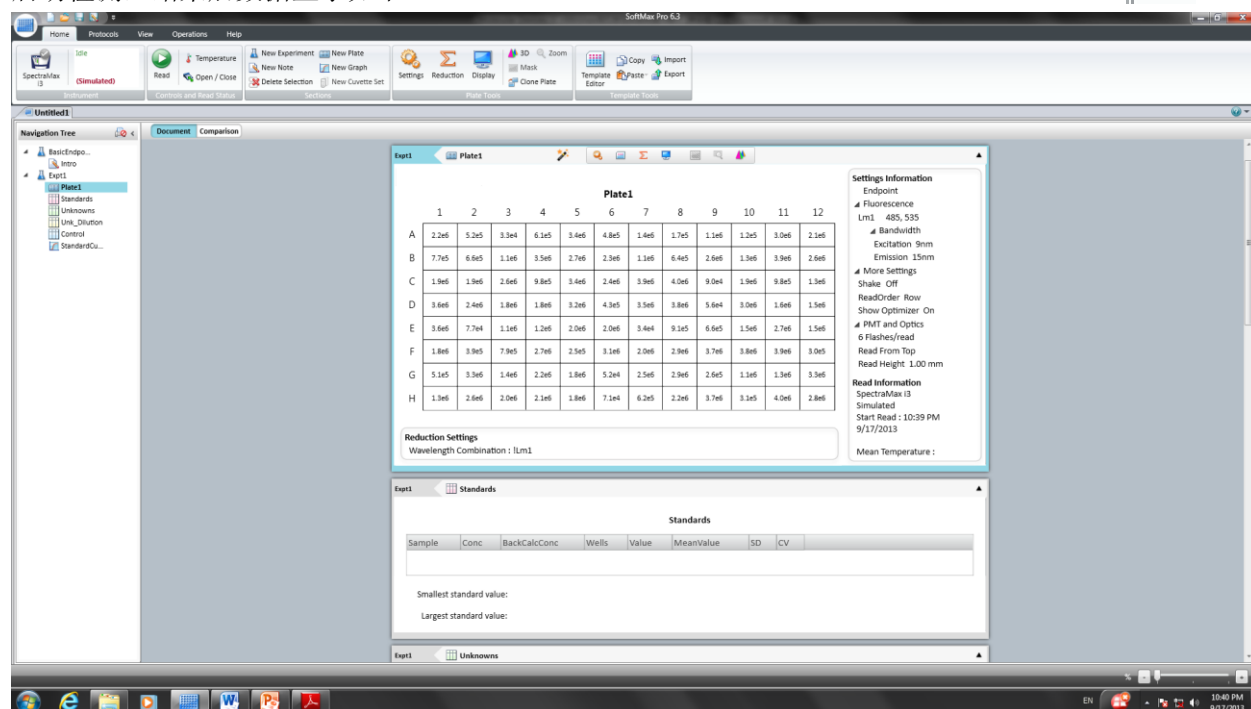 SoftMax Pro 6.3
Home Protocols View Operations Help
SpectraMax i3
Idle
(Simulated)
Instrument
Read
Temperature
Open / Close
Controls and Read Status
New Experiment New Plate
New Note New Graph
Delete Selection New Cuvette Set
Sections
Settings Reduction Display
3D Zoom
Mask
Clone Plate
Plate Tools
Template Editor
Copy Import
Paste Export
Template Tools
Untitled1
Navigation Tree
Document Comparison
BasicEndpo...
Intro
Expt1
Plate1
Standards
Unknowns
Unk_Dilution
Control
StandardCu...
Expt1 Plate1
Plate1
1 2 3 4 5 6 7 8 9 10 11 12
A 2.2e6 5.2e5 3.3e4 6.1e5 3.4e6 4.8e5 1.4e6 1.7e5 1.1e6 1.2e5 3.0e6 2.1e6
B 7.7e5 6.6e5 1.1e6 3.5e6 2.7e6 2.3e6 1.1e6 6.4e5 2.6e6 1.3e6 3.9e6 2.6e6
C 1.9e6 1.9e6 2.6e6 9.8e5 3.4e6 2.4e6 3.9e6 4.0e6 9.0e4 1.9e6 9.8e5 1.3e6
D 3.6e6 2.4e6 1.8e6 1.8e6 3.2e6 4.3e5 3.5e6 3.8e6 5.6e4 3.0e6 1.6e6 1.5e6
E 3.6e6 7.7e4 1.1e6 1.2e6 2.0e6 2.0e6 3.4e4 9.1e5 6.6e5 1.5e6 2.7e6 1.5e6
F 1.8e6 3.9e5 7.9e5 2.7e6 2.5e5 3.1e6 2.0e6 2.9e6 3.7e6 3.8e6 3.9e6 3.0e5
G 5.1e5 3.3e6 1.4e6 2.2e6 1.8e6 5.2e4 2.5e6 2.9e6 2.6e5 1.1e6 1.3e6 3.3e6
H 1.3e6 2.6e6 2.0e6 2.1e6 1.8e6 7.1e4 6.2e5 2.2e6 3.7e6 3.1e5 4.0e6 2.8e6
Reduction Settings
Wavelength Combination : !Lm1
Settings Information
Endpoint
Fluorescence
Lm1 485, 535
Bandwidth
Excitation 9nm
Emission 15nm
More Settings
Shake Off
ReadOrder Row
Show Optimizer On
PMT and Optics
6 Flashes/read
Read From Top
Read Height 1.00 mm
Read Information
SpectraMax i3
Simulated
Start Read : 10:39 PM
9/17/2013
Mean Temperature :
Expt1 Standards
Standards
Sample Conc BackCalcConc Wells Value MeanValue SD CV
Smallest standard value:
Largest standard value:
Expt1 Unknowns
%
EN
10:40 PM
9/17/2013